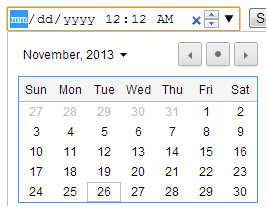 mm/dd/yyyy 12:12 AM
November, 2013
Sun Mon Tue Wed Thu Fri Sat
27 28 29 30 31 1 2
3 4 5 6 7 8 9
10 11 12 13 14 15 16
17 18 19 20 21 22 23
24 25 26 27 28 29 30